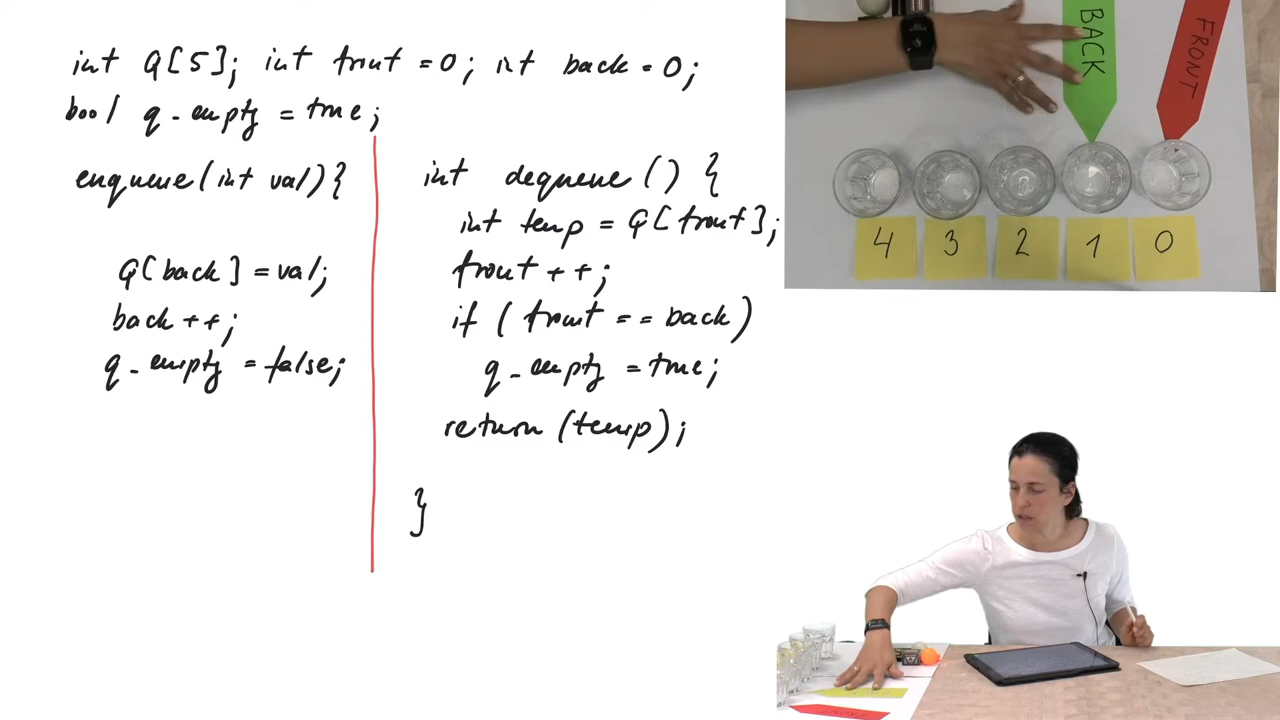 int Q[5]; int front = 0; int back = 0;
bool q_empty = true;
enqueue(int val){
Q[back] = val;
back++;
q_empty = false;
int dequeue() {
int temp = Q[front];
front++;
if (front == back)
q_empty = true;
return (temp);
}
BACK
FRONT
4 3 2 1 0
BACK
FRONT